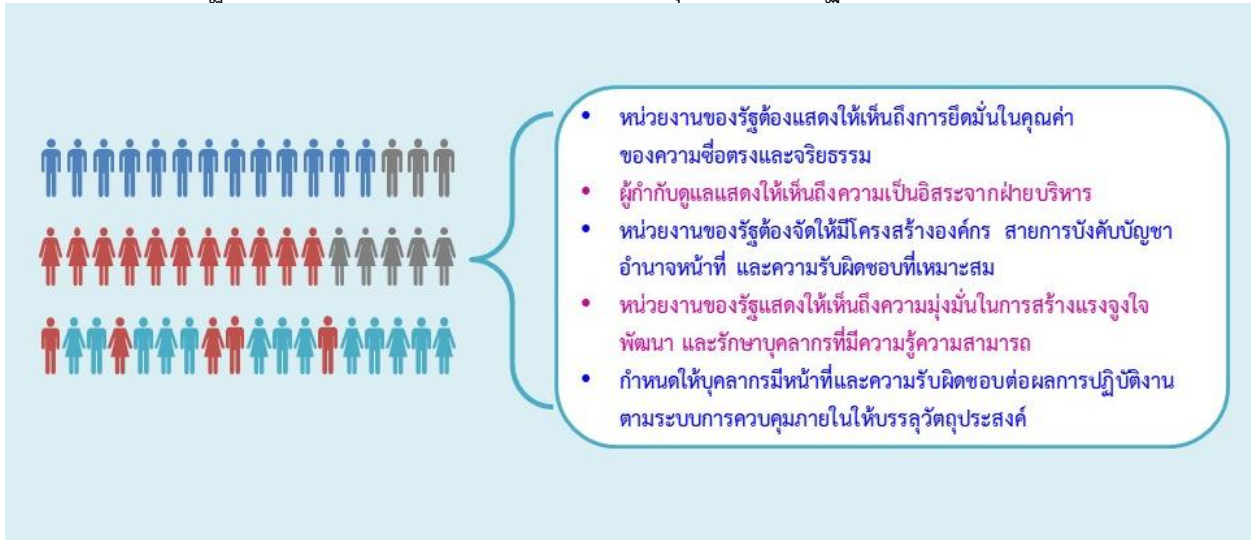 • หน่วยงานของรัฐต้องแสดงให้เห็นถึงการยึดมั่นในคุณค่า
ของความซื่อตรงและจริยธรรม
• ผู้กำกับดูแลแสดงให้เห็นถึงความเป็นอิสระจากฝ่ายบริหาร
• หน่วยงานของรัฐต้องจัดให้มีโครงสร้างองค์กร สายการบังคับบัญชา
อำนาจหน้าที่ และความรับผิดชอบที่เหมาะสม
• หน่วยงานของรัฐแสดงให้เห็นถึงความมุ่งมั่นในการสร้างแรงจูงใจ
พัฒนา และรักษาบุคลากรที่มีความรู้ความสามารถ
• กำหนดให้บุคลากรมีหน้าที่และความรับผิดชอบต่อผลการปฏิบัติงาน
ตามระบบการควบคุมภายในให้บรรลุวัตถุประสงค์